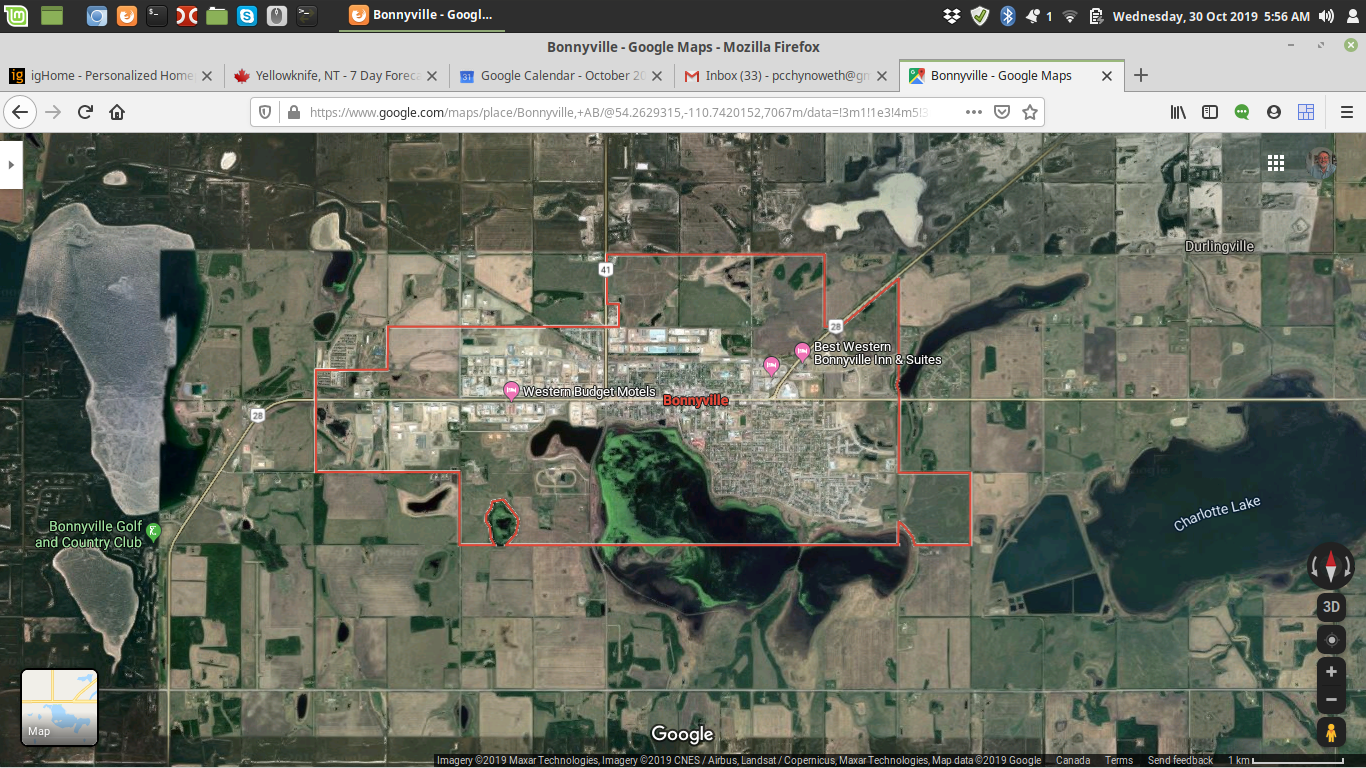 Bonnyville - Googl...
1
Wednesday, 30 Oct 2019 5:56 AM
Bonnyville - Google Maps - Mozilla Firefox
igHome - Personalized Home
Yellowknife, NT - 7 Day Foreca
Google Calendar - October 20
Inbox (33) - pcchynoweth@gm
Bonnyville - Google Maps
https://www.google.com/maps/place/Bonnyville,+AB/@54.2629315,-110.7420152,7067m/data=!3m1!1e3!4m5!3
Durlingville
41
28
Best Western
Bonnyville Inn & Suites
Western Budget Motels
Bonnyville
28
Charlotte Lake
Bonnyville Golf
and Country Club
3D
Map
Google
Imagery ©2019 Maxar Technologies, Imagery ©2019 CNES / Airbus, Landsat / Copernicus, Maxar Technologies, Map data ©2019 Google Canada Terms Send feedback 1 km